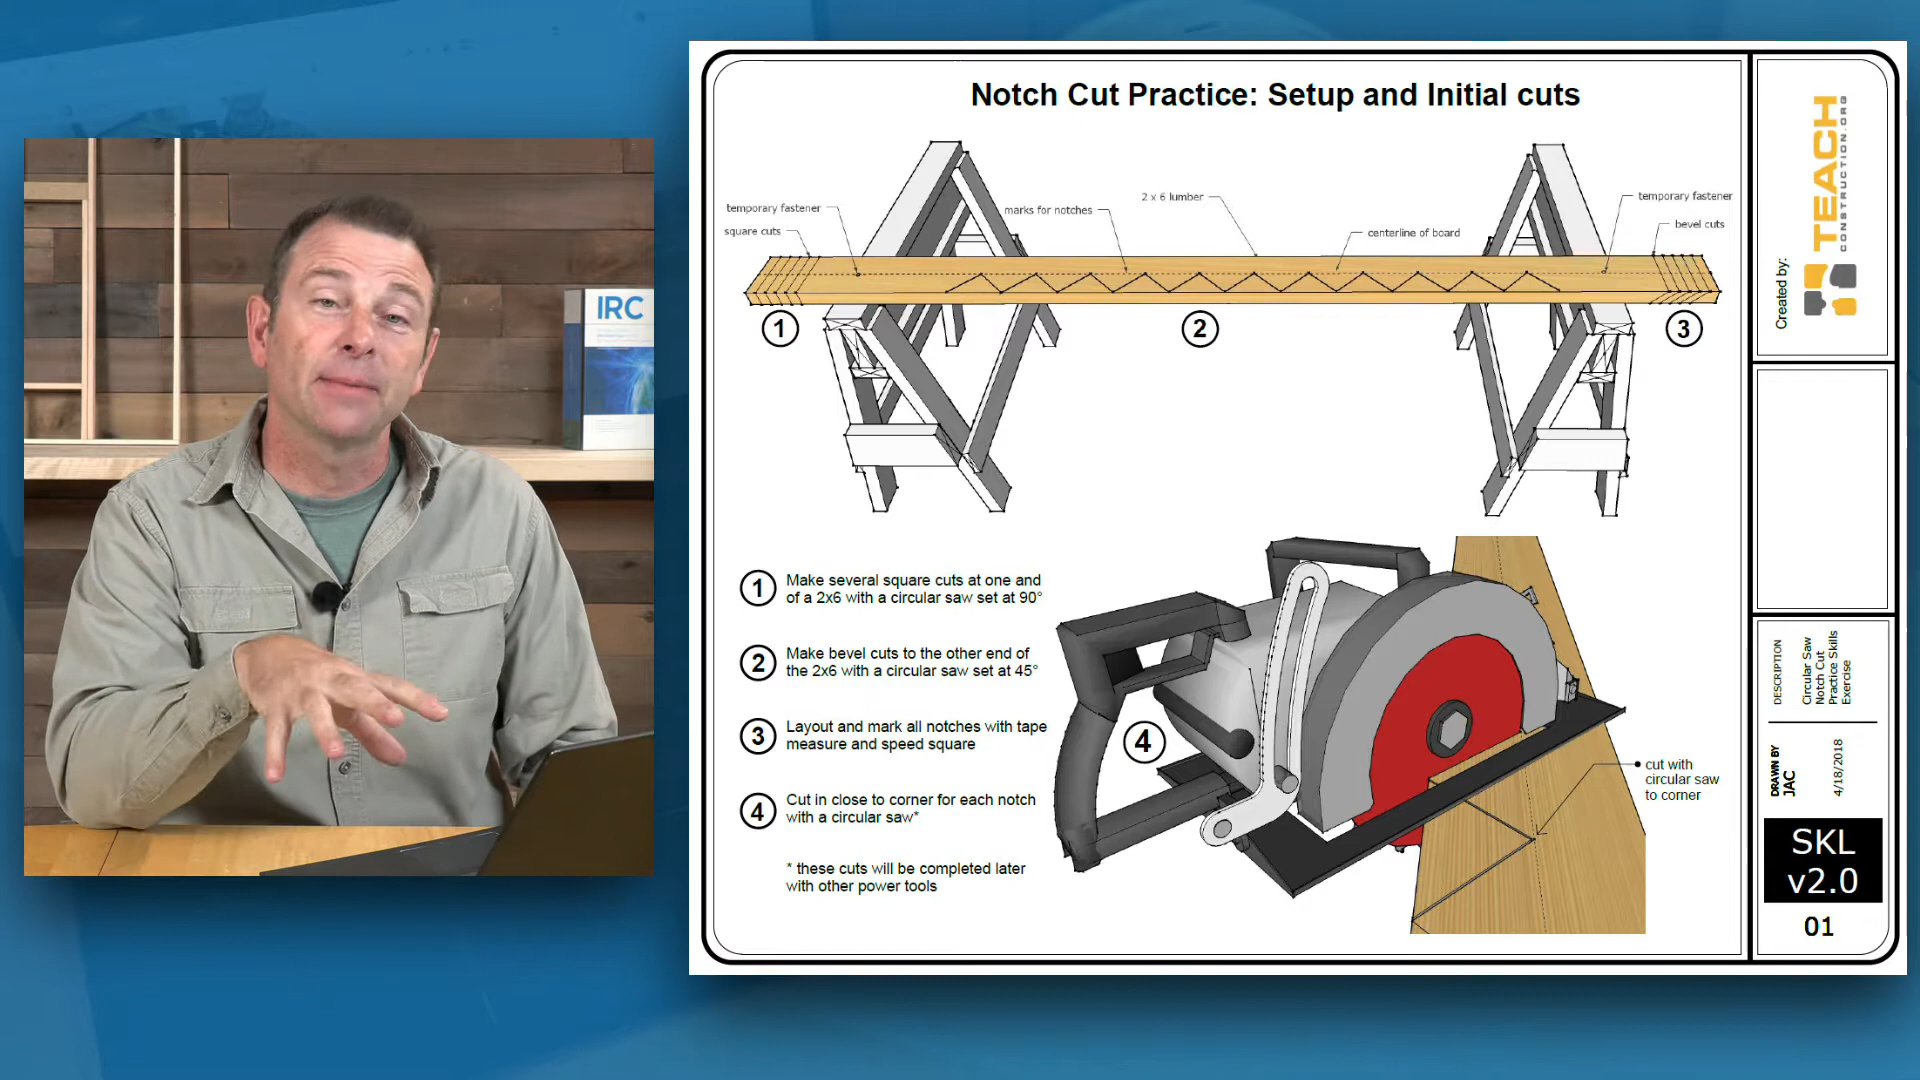 IRC
Notch Cut Practice: Setup and Initial cuts
temporary fastener
square cuts
marks for notches
2 x 6 lumber
centerline of board
temporary fastener
bevel cuts
1
2
3
1
Make several square cuts at one and
of a 2x6 with a circular saw set at 90°
2
Make bevel cuts to the other end of
the 2x6 with a circular saw set at 45°
3
Layout and mark all notches with tape
measure and speed square
4
Cut in close to corner for each notch
with a circular saw*
* these cuts will be completed later
with other power tools
4
cut with
circular saw
to corner
Created by:
TEACH
CONSTRUCTION.ORG
DESCRIPTION
Circular Saw
Notch Cut
Practice Skills
Exercise
DRAWN BY
JAC
4/18/2018
SKL
v2.0
01